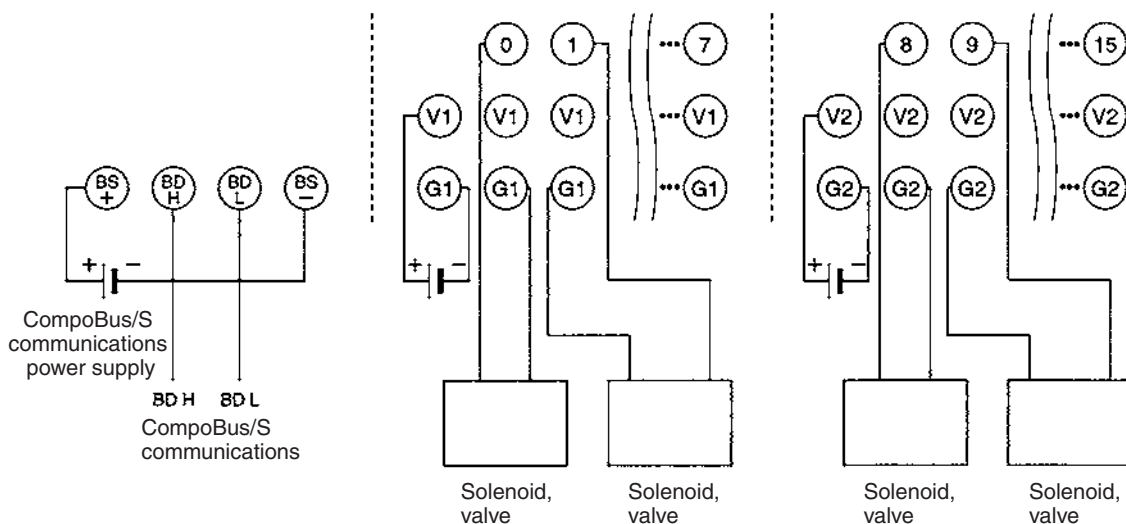 0 1 ··· 7 8 9 ··· 15
V1 V1 V1 ··· V1 V2 V2 V2 ··· V2
BS + BD H BD L BS −
G1 G1 G1 ··· G1 G2 G2 G2 ··· G2
+ − + − + −
CompoBus/S
communications
power supply
BD H BD L
CompoBus/S
communications
Solenoid,
valve
Solenoid,
valve
Solenoid,
valve
Solenoid,
valve